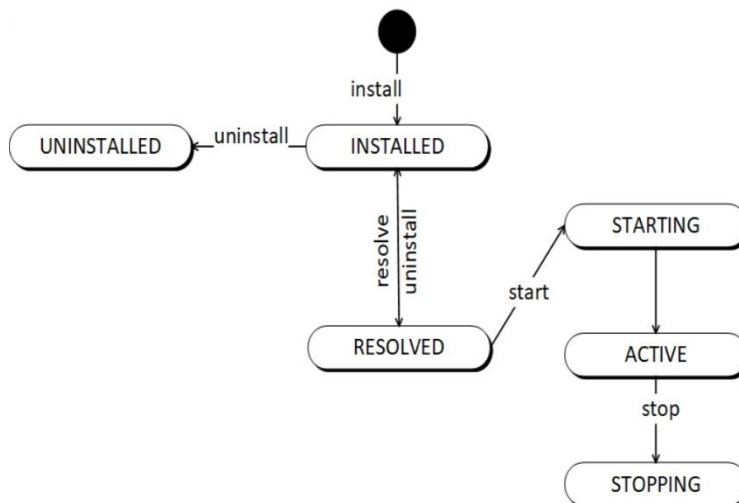 install
UNINSTALLED
uninstall
INSTALLED
resolve
uninstall
STARTING
start
RESOLVED
ACTIVE
stop
STOPPING